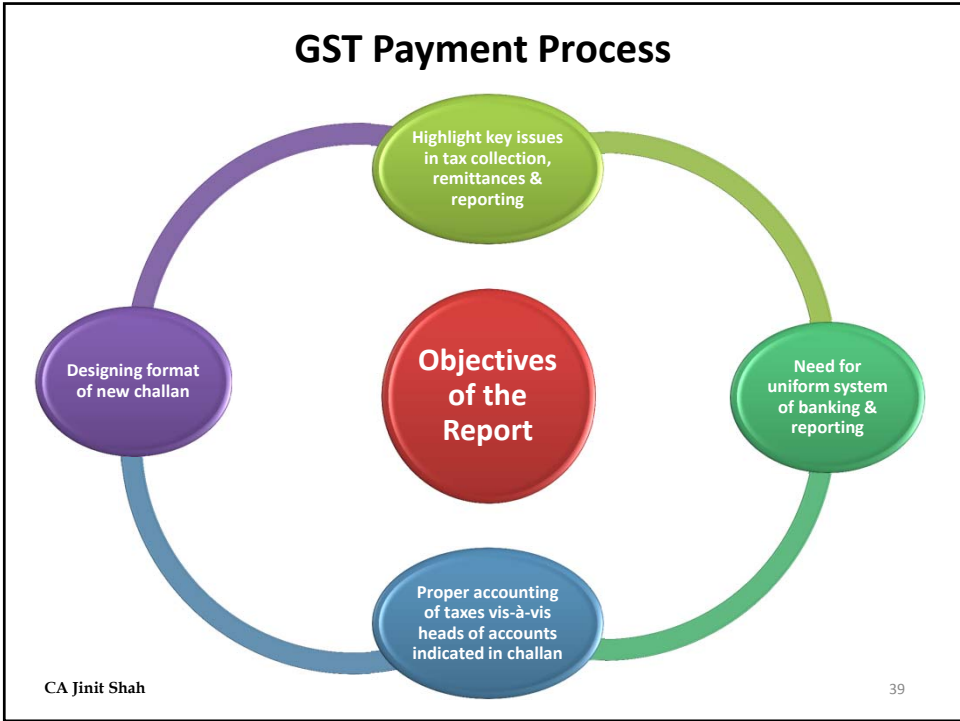 GST Payment Process
Highlight key issues
in tax collection,
remittances &
reporting
Objectives
of the
Report
Need for
uniform system
of banking &
reporting
Proper accounting
of taxes vis-à-vis
heads of accounts
indicated in challan
Designing format
of new challan
CA Jinit Shah
39